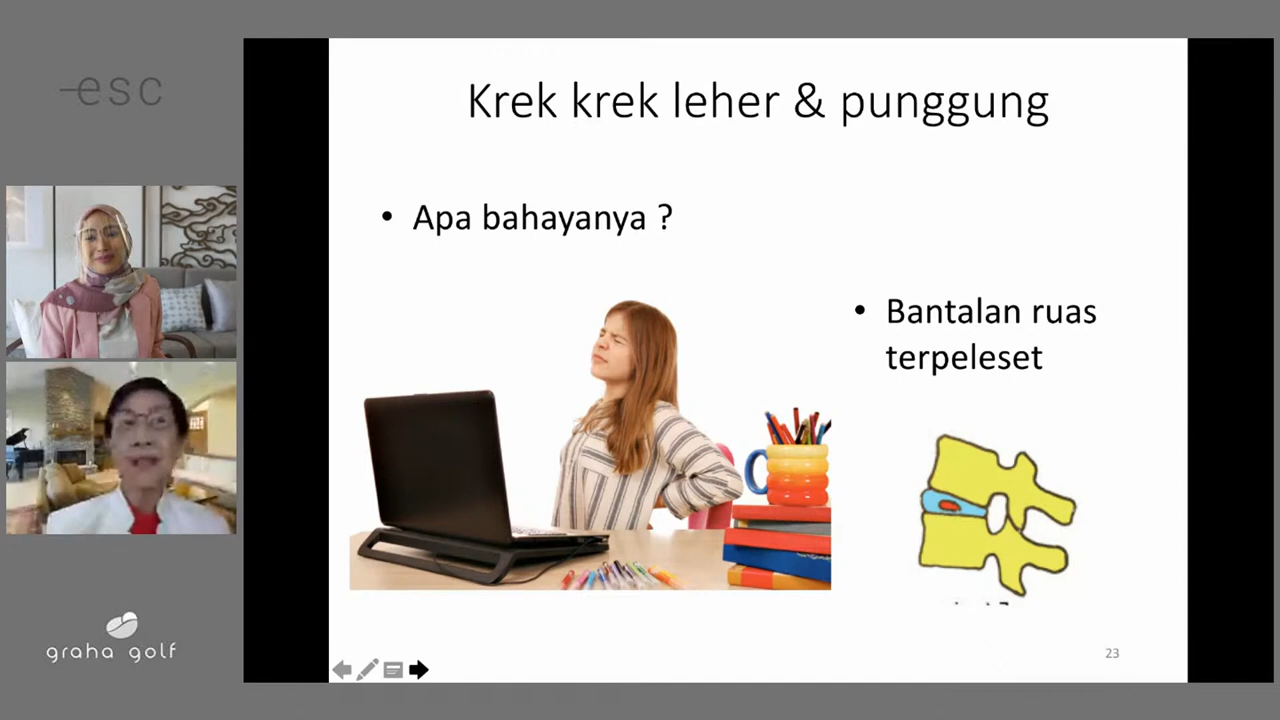 esc
Krek krek leher & punggung
• Apa bahayanya ?
• Bantalan ruas
terpeleset
graha golf
23